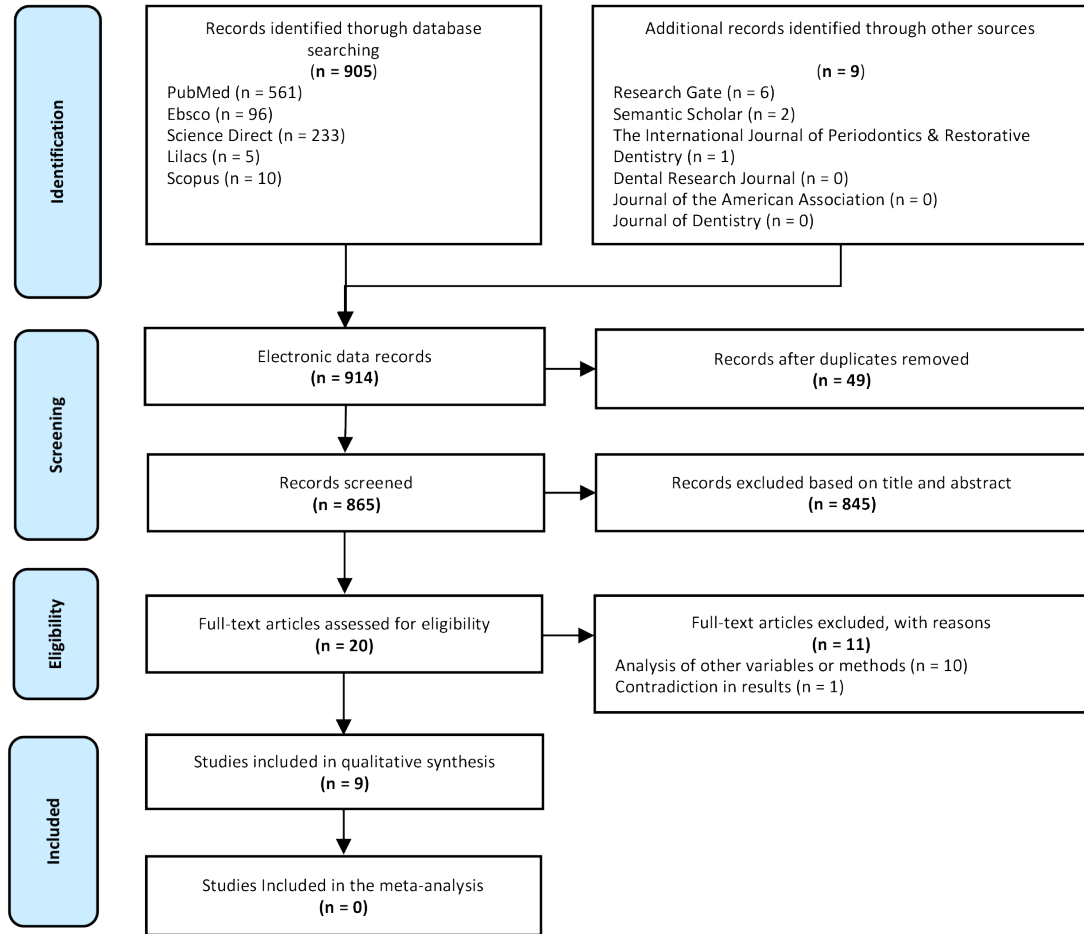 Identification
Records identified thorugh database
searching
(n = 905)
PubMed (n = 561)
Ebsco (n = 96)
Science Direct (n = 233)
Lilacs (n = 5)
Scopus (n = 10)
Additional records identified through other sources
(n = 9)
Research Gate (n = 6)
Semantic Scholar (n = 2)
The International Journal of Periodontics & Restorative
Dentistry (n = 1)
Dental Research Journal (n = 0)
Journal of the American Association (n = 0)
Journal of Dentistry (n = 0)
Screening
Electronic data records
(n = 914)
Records after duplicates removed
(n = 49)
Records screened
(n = 865)
Records excluded based on title and abstract
(n = 845)
Eligibility
Full-text articles assessed for eligibility
(n = 20)
Full-text articles excluded, with reasons
(n = 11)
Analysis of other variables or methods (n = 10)
Contradiction in results (n = 1)
Included
Studies included in qualitative synthesis
(n = 9)
Studies Included in the meta-analysis
(n = 0)